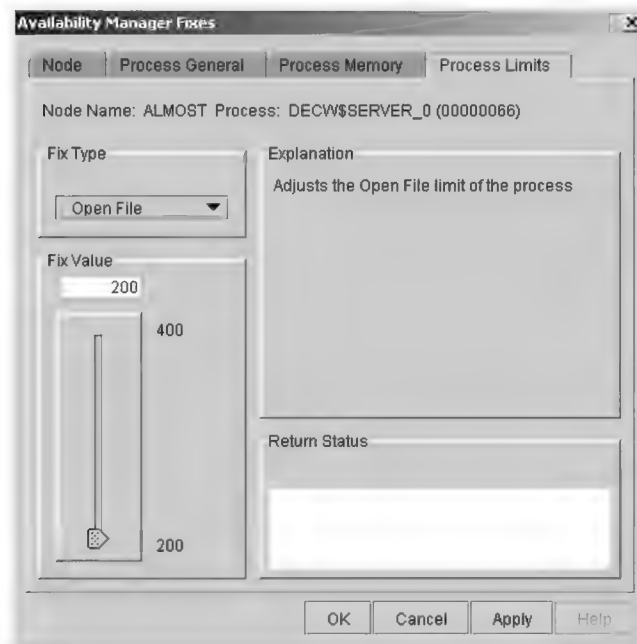 Availability Manager Fixes
Node Process General Process Memory Process Limits
Node Name: ALMOST Process: DECW$SERVER_0 (00000066)
Fix Type
Open File
Explanation
Adjusts the Open File limit of the process
Fix Value
200
400
200
Return Status
OK Cancel Apply Help